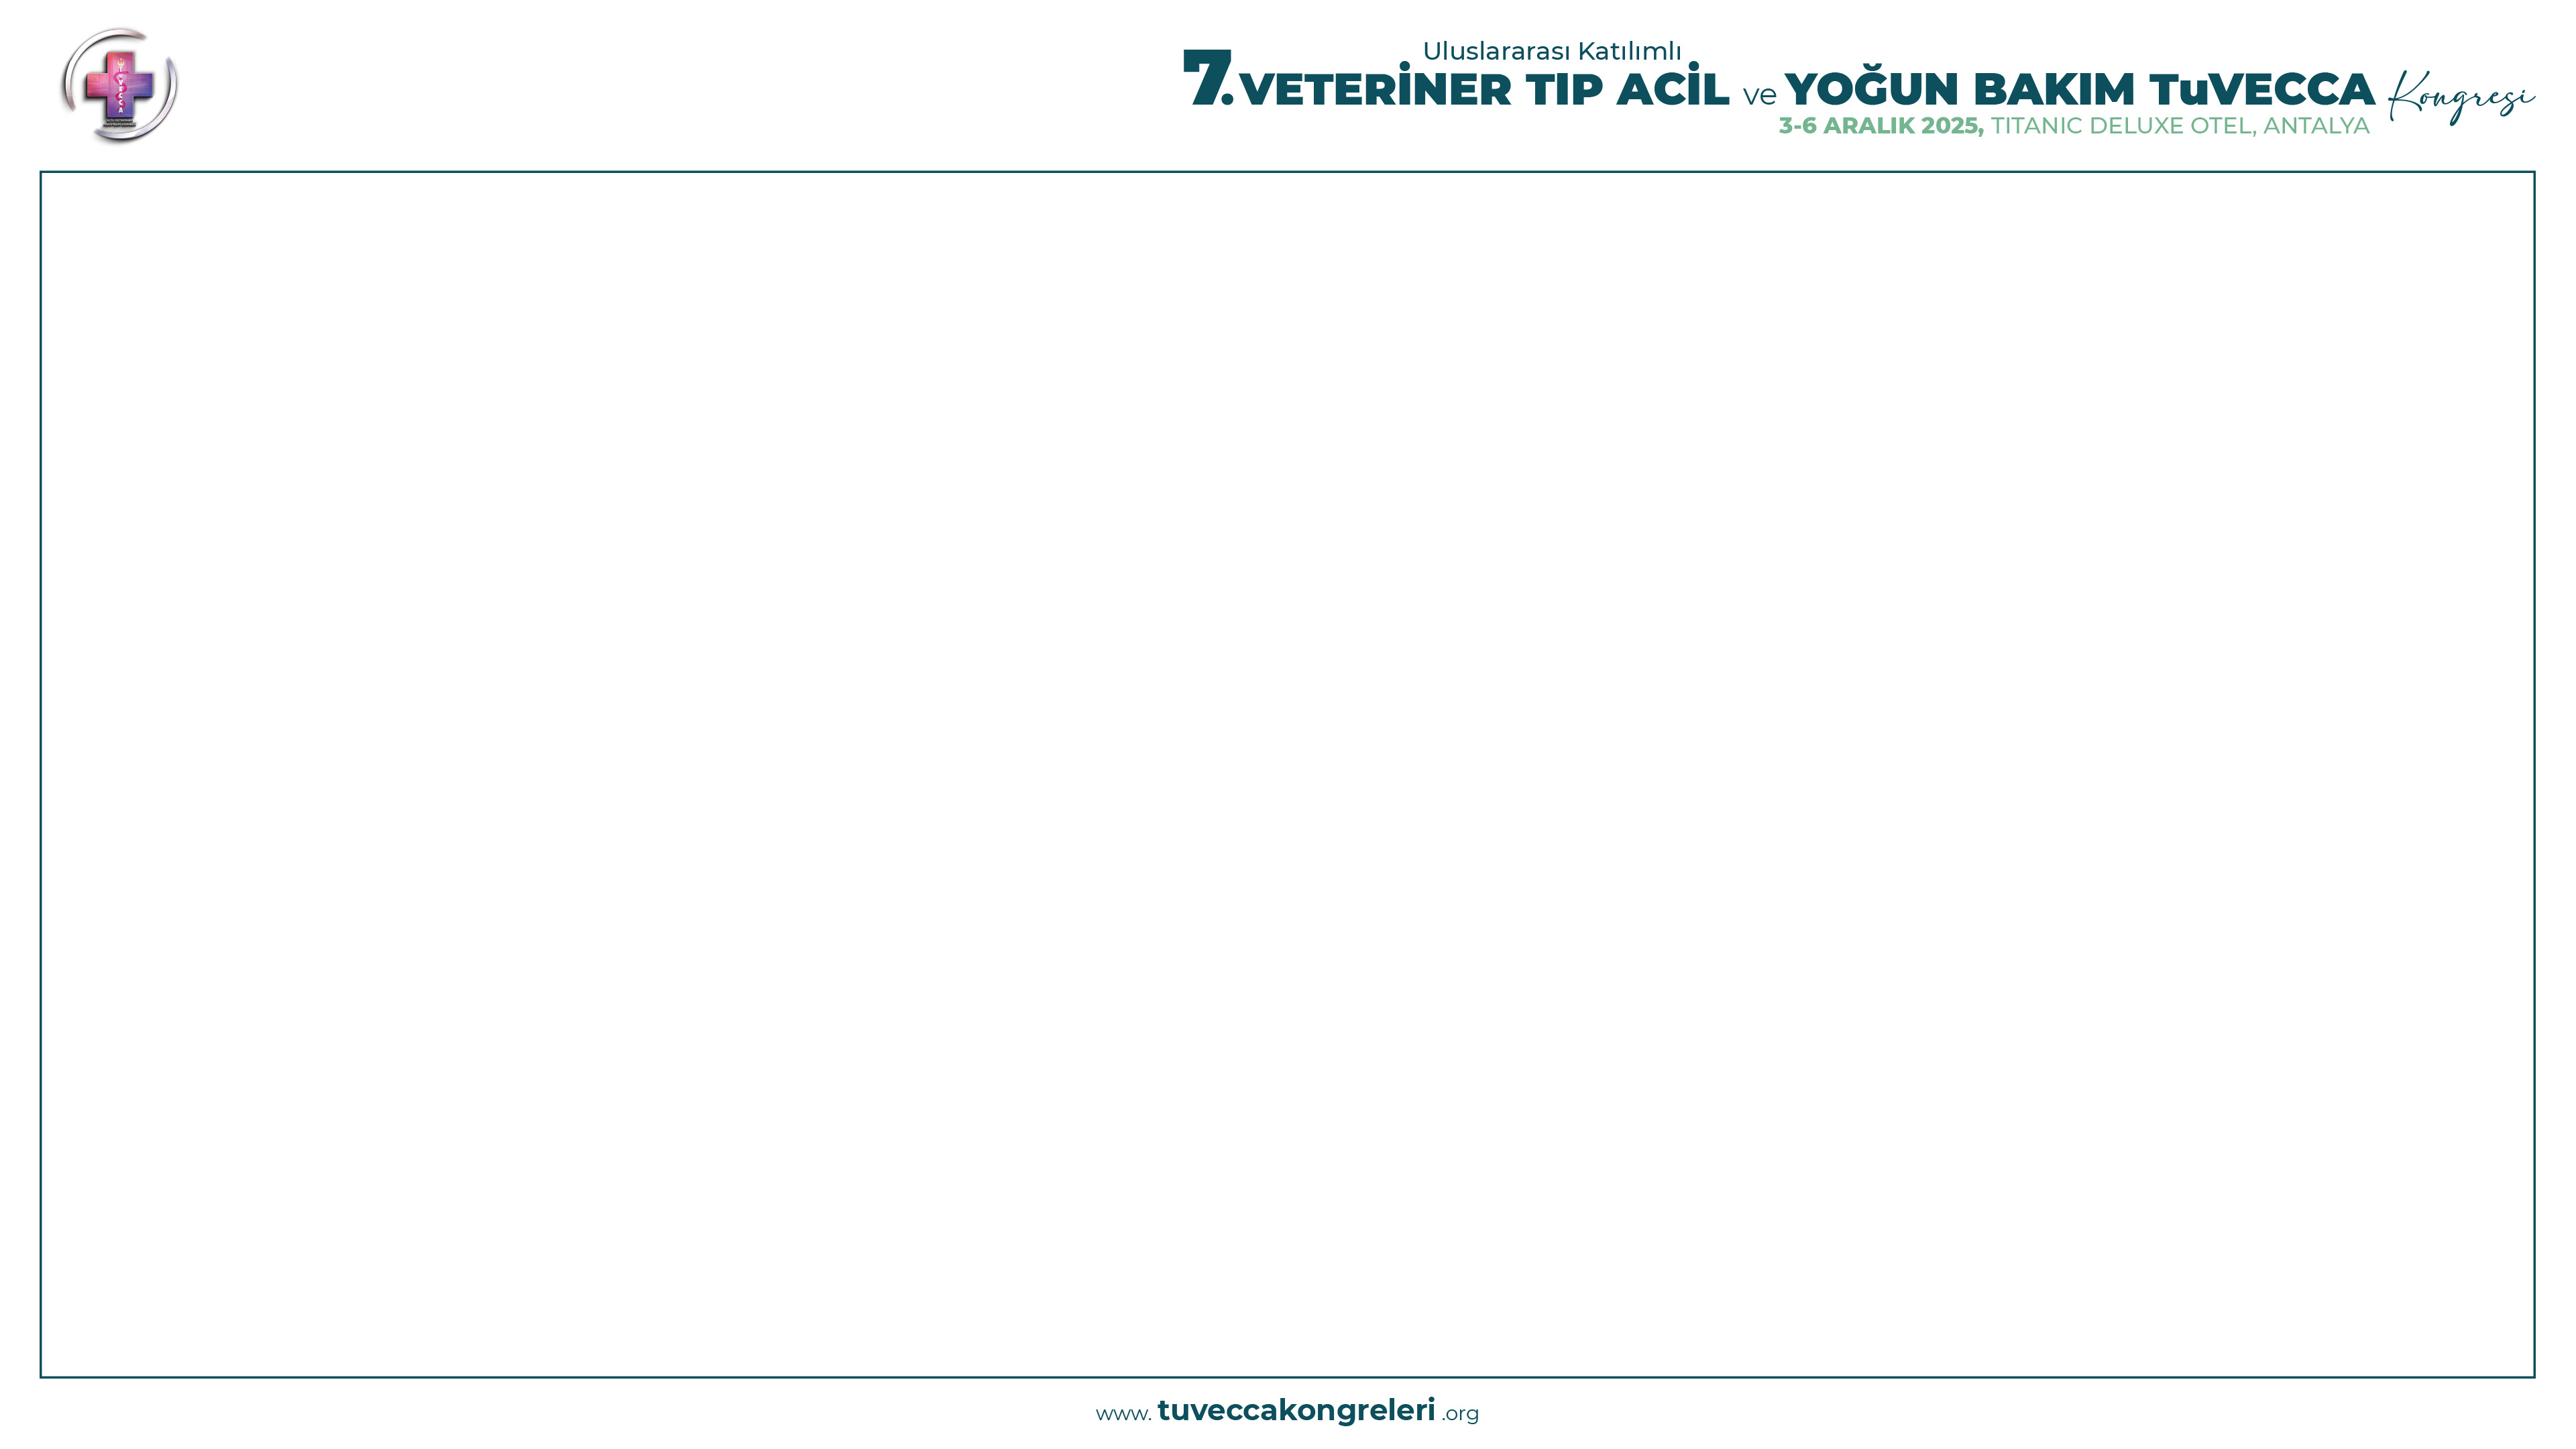 Uluslararası Katılımlı
7. VETERİNER TIP ACİL ve YOĞUN BAKIM TuVECCA Kongresi
3-6 ARALIK 2025, TITANIC DELUXE OTEL, ANTALYA
www. tuveccakongreleri .org